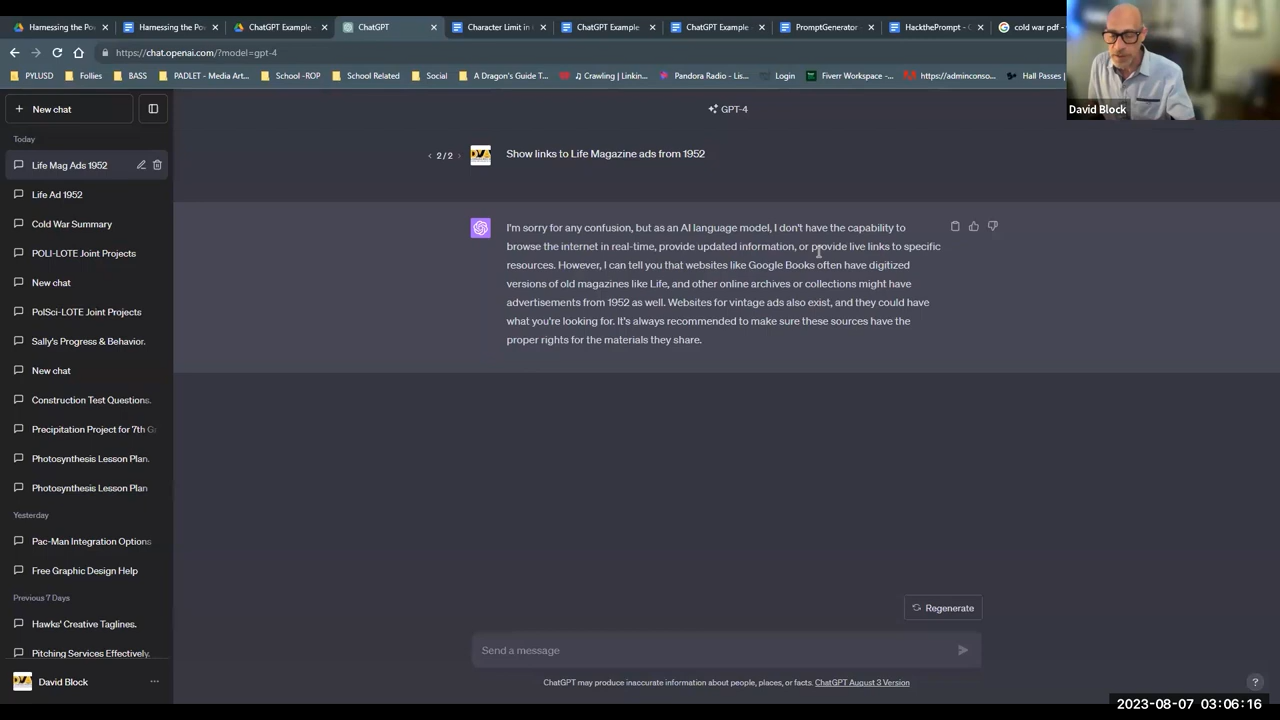 Harnessing the Po
Harnessing the Po
ChatGPT Example
ChatGPT
Character Limit in
ChatGPT Example
ChatGPT Example
PromptGenerator
HackthePrompt -
cold war pdf -
https://chat.openai.com/?model=gpt-4
PYLUSD
Follies
BASS
PADLET - Media Art...
School -ROP
School Related
Social
A Dragon's Guide T...
♫ Crawling | Linkin...
Pandora Radio - Lis...
Login
Fiverr Workspace -...
https://adminconso...
Hall Passes |
David Block
New chat
GPT-4
Today
Life Mag Ads 1952
Life Ad 1952
Cold War Summary
POLI-LOTE Joint Projects
New chat
PolSci-LOTE Joint Projects
Sally's Progress & Behavior.
New chat
Construction Test Questions.
Precipitation Project for 7th G
Photosynthesis Lesson Plan.
Photosynthesis Lesson Plan
Yesterday
Pac-Man Integration Options
Free Graphic Design Help
Previous 7 Days
Hawks' Creative Taglines.
Pitching Services Effectively.
David Block
2/2
Show links to Life Magazine ads from 1952
I'm sorry for any confusion, but as an AI language model, I don't have the capability to
browse the internet in real-time, provide updated information, or provide live links to specific
resources. However, I can tell you that websites like Google Books often have digitized
versions of old magazines like Life, and other online archives or collections might have
advertisements from 1952 as well. Websites for vintage ads also exist, and they could have
what you're looking for. It's always recommended to make sure these sources have the
proper rights for the materials they share.
Regenerate
Send a message
ChatGPT may produce inaccurate information about people, places, or facts. ChatGPT August 3 Version
?
2023-08-07 03:06:16